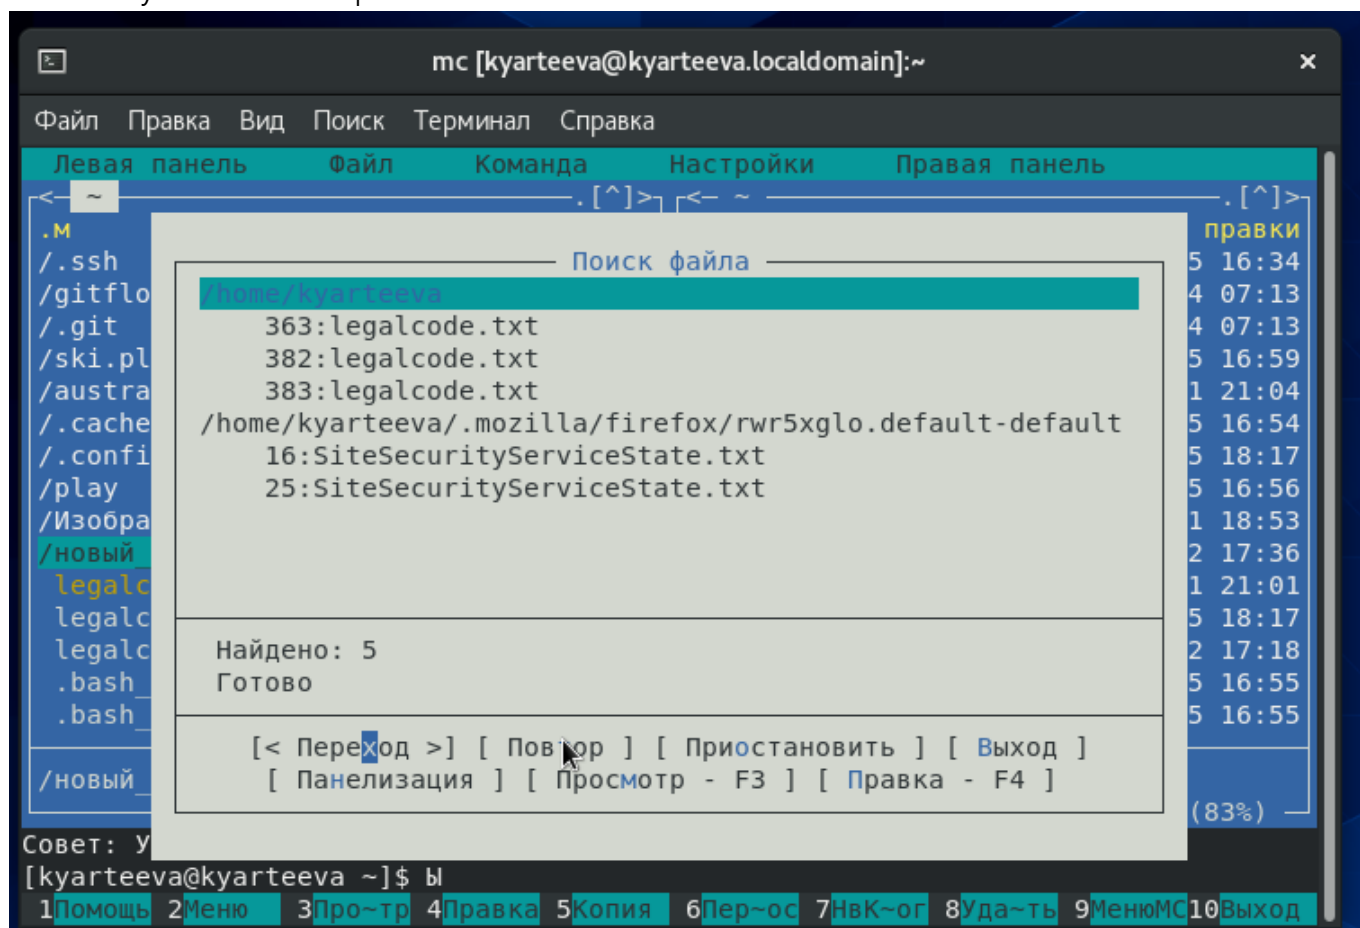 mc [kyarteeva@kyarteeva.localdomain]:~ ×
Файл Правка Вид Поиск Терминал Справка
Левая панель Файл Команда Настройки Правая панель
<— ~ .[^]> <— ~ .[^]>
.м правки
/.ssh Поиск файла 5 16:34
/gitflo /home/kyarteeva 4 07:13
/.git 363:legalcode.txt 4 07:13
/ski.pl 382:legalcode.txt 5 16:59
/austra 383:legalcode.txt 1 21:04
/.cache /home/kyarteeva/.mozilla/firefox/rwr5xglo.default-default 5 16:54
/.confi 16:SiteSecurityServiceState.txt 5 18:17
/play 25:SiteSecurityServiceState.txt 5 16:56
/Изобра 1 18:53
/новый_ 2 17:36
legalc 1 21:01
legalc 5 18:17
legalc Найдено: 5 2 17:18
.bash_ Готово 5 16:55
.bash_ 5 16:55
[< Переход >] [ Повтор ] [ Приостановить ] [ Выход ]
/новый_ [ Панелизация ] [ Просмотр - F3 ] [ Правка - F4 ]
(83%)
Совет: У
[kyarteeva@kyarteeva ~]$ Ы
1Помощь 2Меню 3Про~тр 4Правка 5Копия 6Пер~ос 7НвК~ог 8Уда~ть 9МенюМС 10Выход